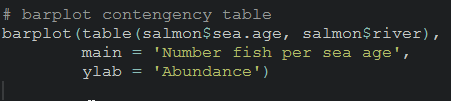 # barplot contengency table
barplot(table(salmon$sea.age, salmon$river),
        main = 'Number fish per sea age',
        ylab = 'Abundance')